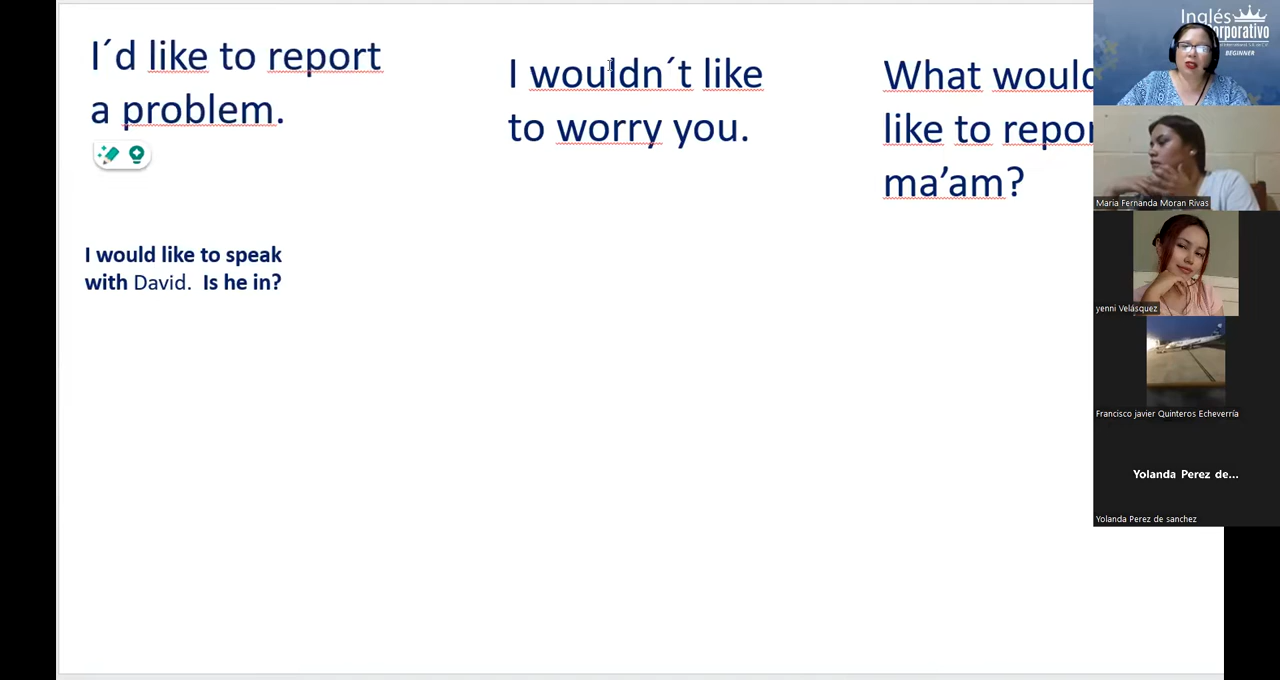 I´d like to report
a problem.
I wouldn´t like
to worry you.
What would
like to repor
ma’am?
I would like to speak
with David. Is he in?
Inglés
Corporativo
BEGINNER
Maria Fernanda Moran Rivas
yenni Velásquez
Francisco javier Quinteros Echeverría
Yolanda Perez de...
Yolanda Perez de sanchez